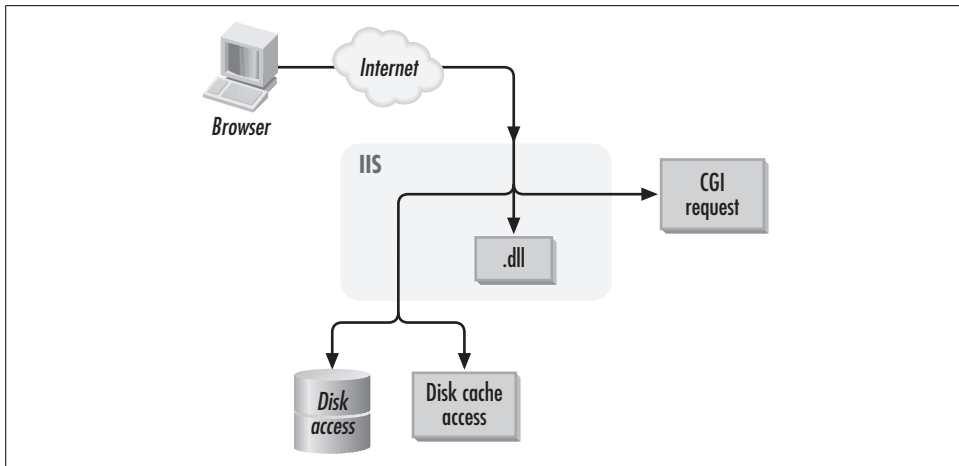 Internet
Browser
IIS
CGI
request
.dll
Disk
access
Disk cache
access